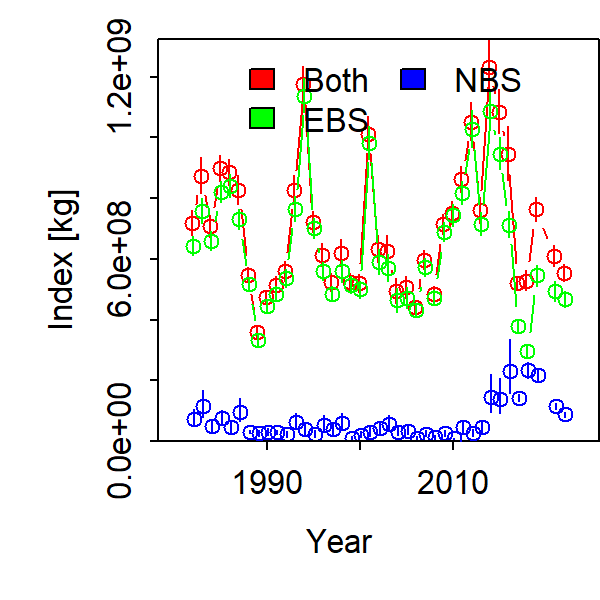 1.2e+09
6.0e+08
0.0e+00
Index [kg]
Both NBS
EBS
1990 2010
Year